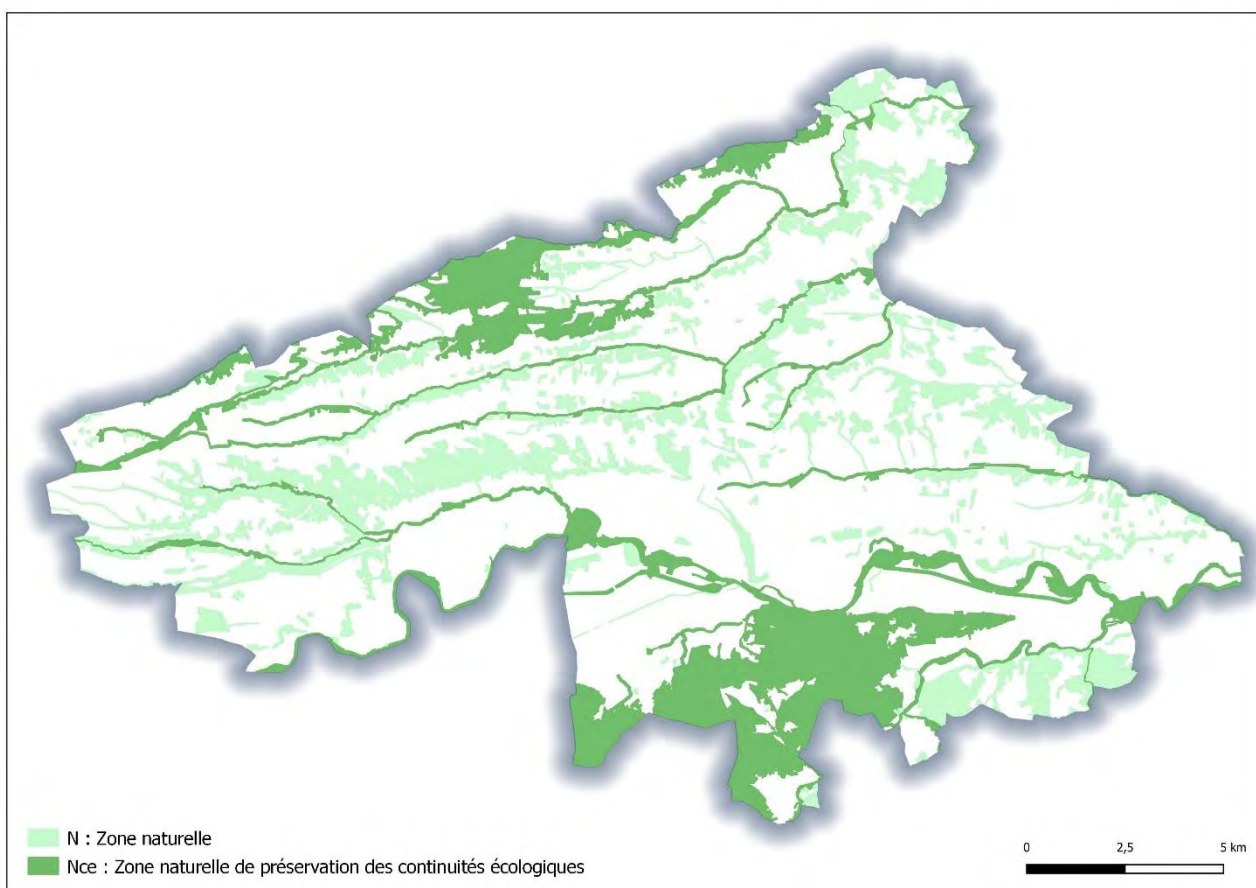 N : Zone naturelle
Nce : Zone naturelle de préservation des continuités écologiques
0 2,5 5 km